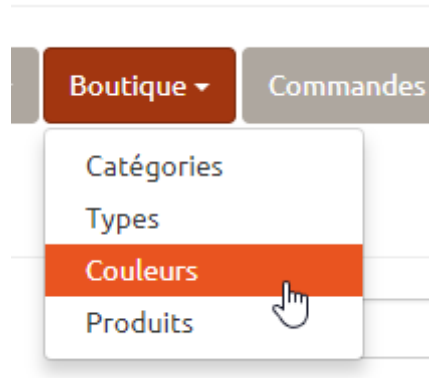 Boutique Commandes
Catégories
Types
Couleurs
Produits